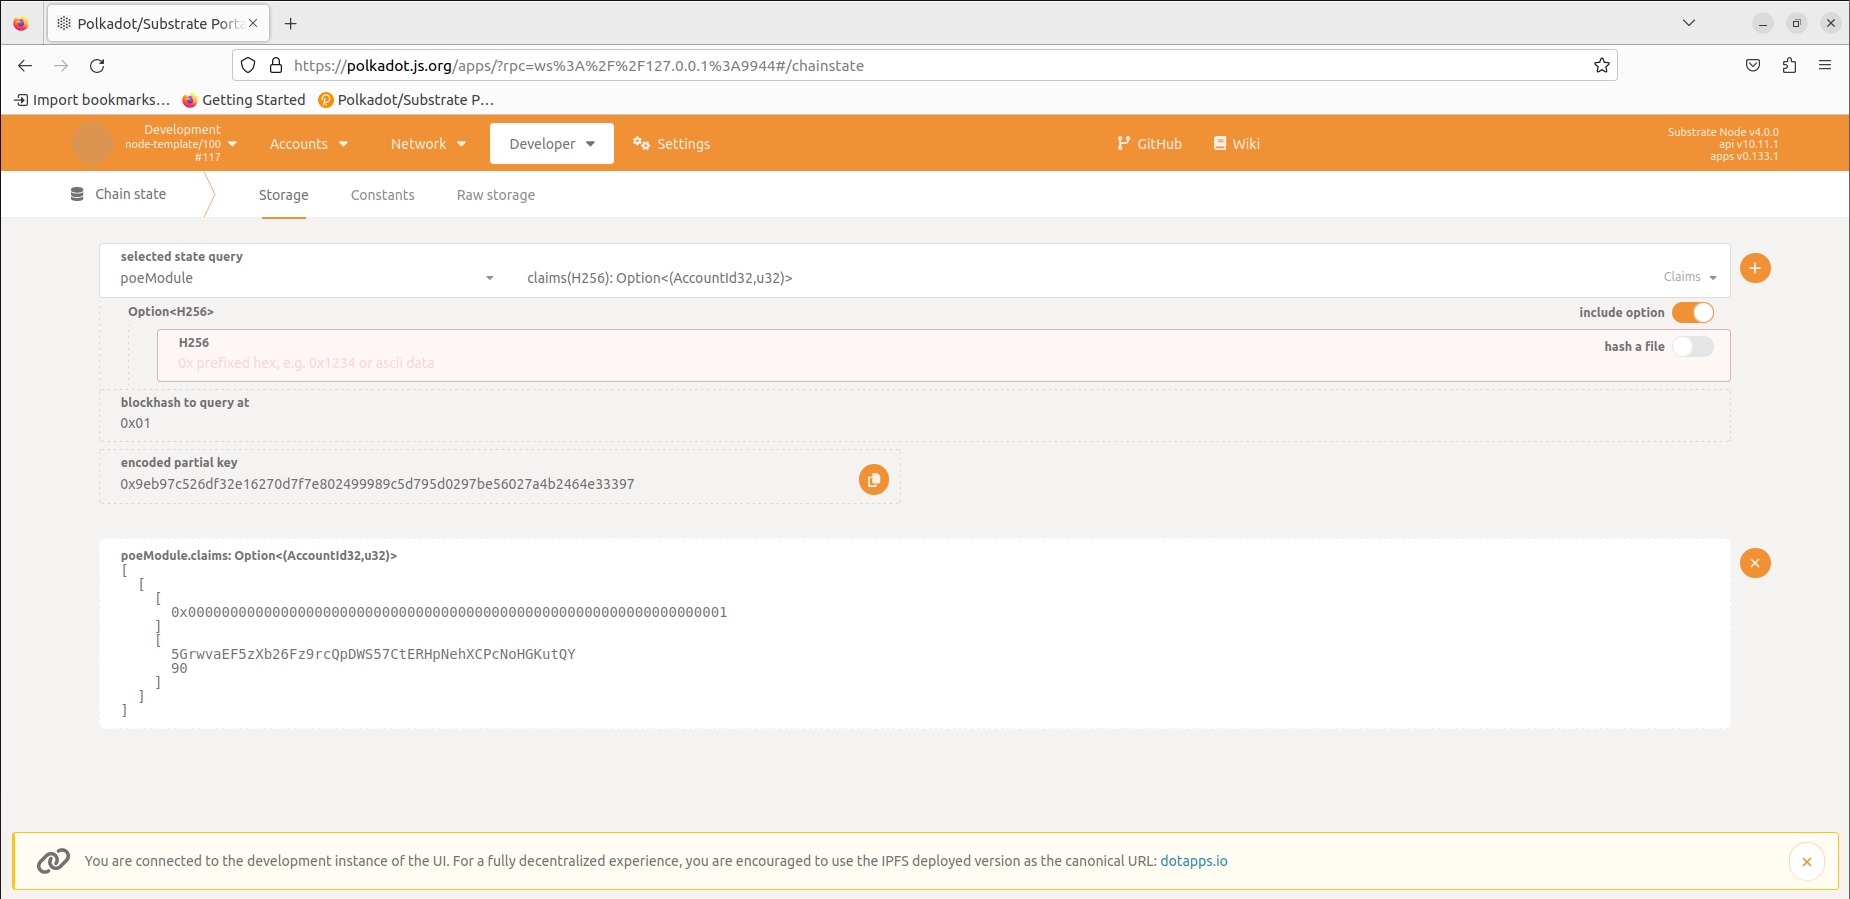 Polkadot/Substrate Porta
https://polkadot.js.org/apps/?rpc=ws%3A%2F%2F127.0.0.1%3A9944#/chainstate
Import bookmarks… Getting Started Polkadot/Substrate P…
Development
node-template/100
#117
Accounts Network Developer Settings GitHub Wiki
Substrate Node v4.0.0
api v10.11.1
apps v0.133.1
Chain state Storage Constants Raw storage
selected state query
poeModule claims(H256): Option<(AccountId32,u32)> Claims
Option<H256> include option
H256 hash a file
0x prefixed hex, e.g. 0x1234 or ascii data
blockhash to query at
0x01
encoded partial key
0x9eb97c526df32e16270d7f7e802499989c5d795d0297be56027a4b2464e33397
poeModule.claims: Option<(AccountId32,u32)>
[
[
[
0x0000000000000000000000000000000000000000000000000000000000000001
]
[
5GrwvaEF5zXb26Fz9rcQpDWS57CtERHpNehXCPcNoHGKutQY
90
]
]
]
You are connected to the development instance of the UI. For a fully decentralized experience, you are encouraged to use the IPFS deployed version as the canonical URL: dotapps.io